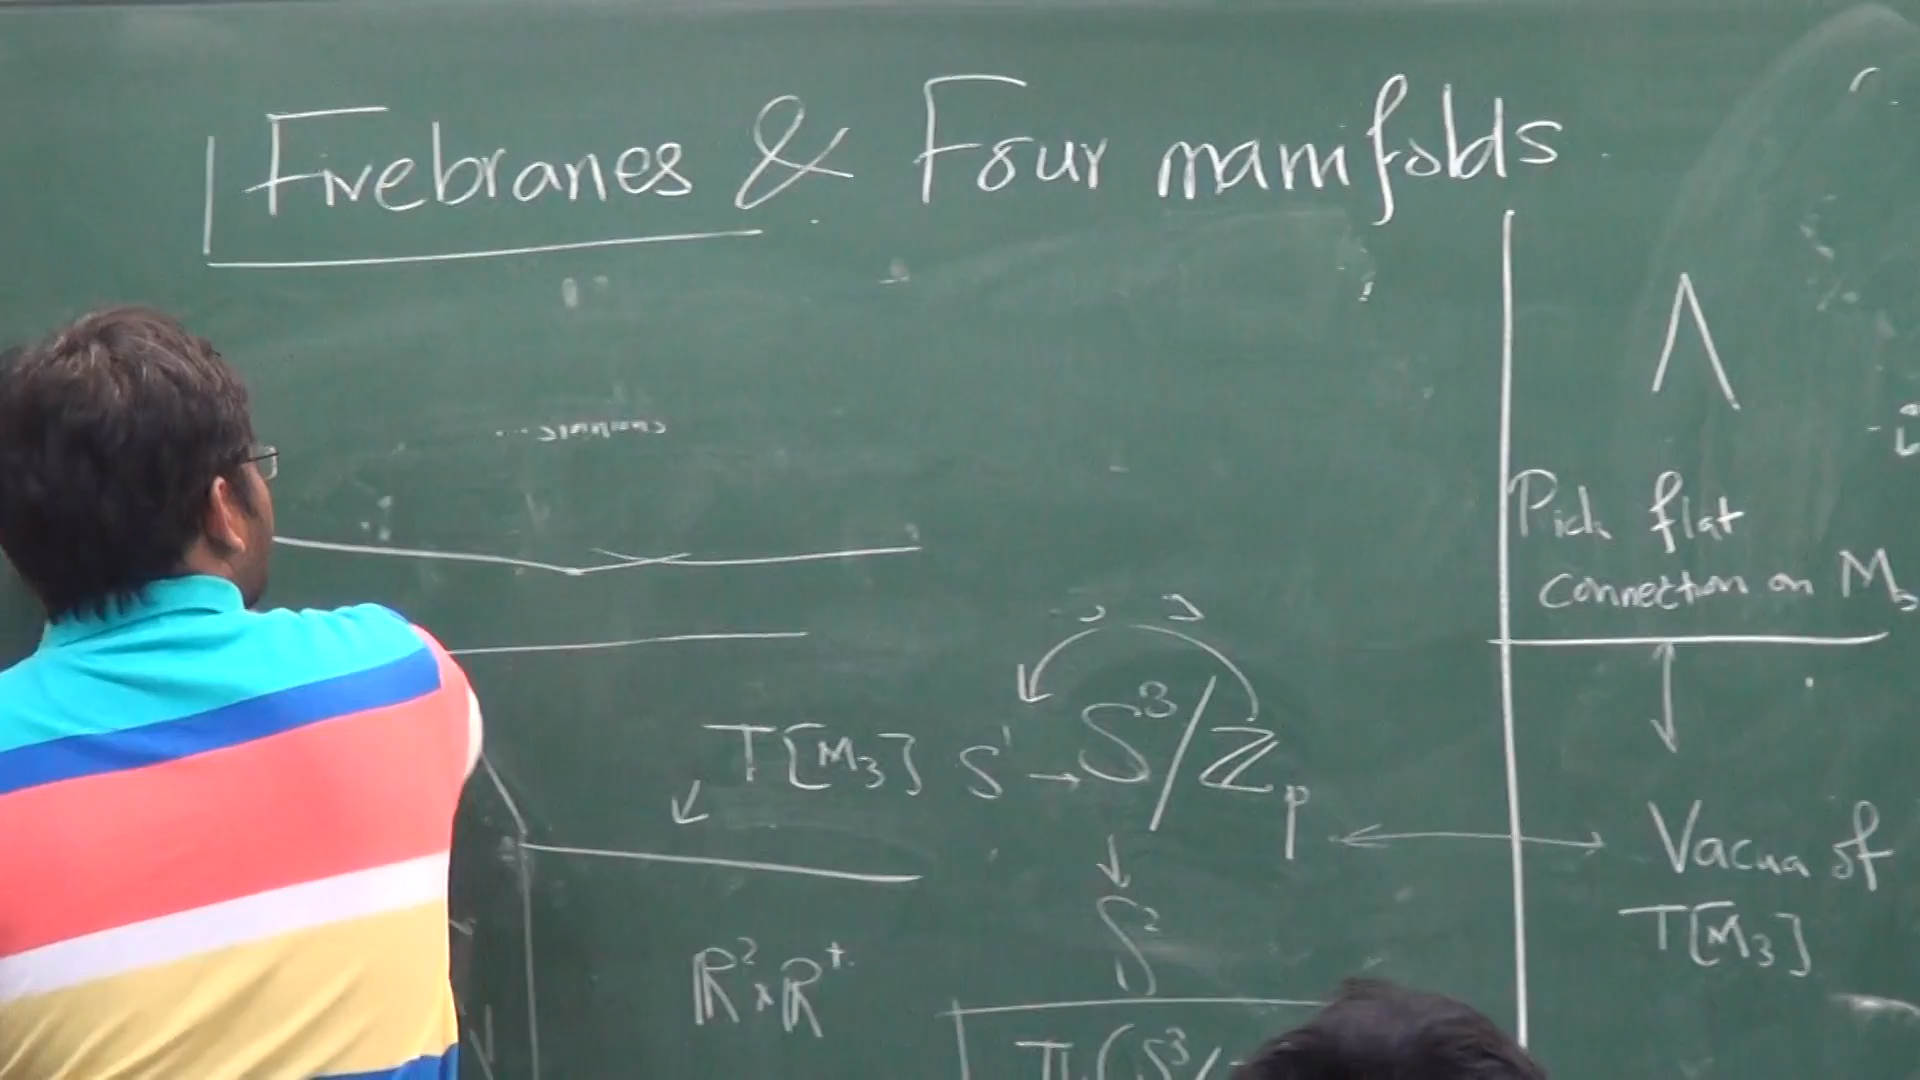 Fivebranes & Four manifolds
Λ
Pick flat
connection on M₃
T[M₃] S¹ → S³/ℤₚ
S²
Vacua of
T[M₃]
ℝ² × ℝ⁺